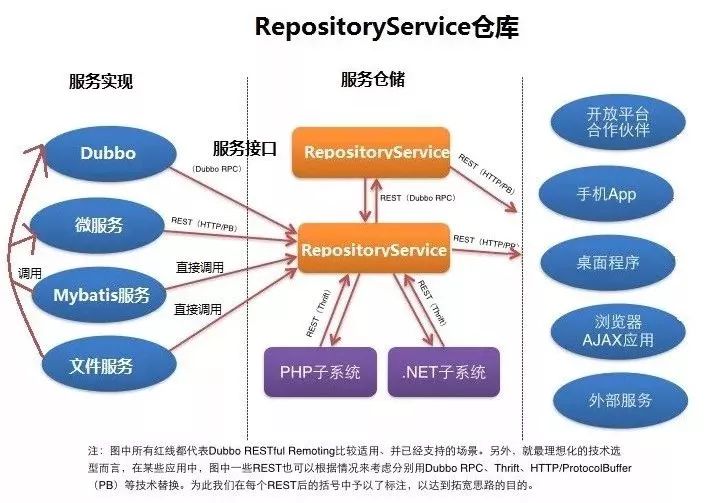 RepositoryService仓库
服务实现
服务仓储
服务接口
Dubbo
(Dubbo RPC)
微服务
REST（HTTP/PB）
调用
Mybatis服务
直接调用
文件服务
直接调用
RepositoryService
REST（HTTP/PB）
REST（Dubbo RPC）
RepositoryService
REST（HTTP/PB）
REST（Thrift）
REST（Thrift）
PHP子系统
.NET子系统
开放平台
合作伙伴
手机App
桌面程序
浏览器
AJAX应用
外部服务
注：图中所有红线都代表Dubbo RESTful Remoting比较适用、并已经支持的场景。另外，就最理想化的技术选
型而言，在某些应用中，图中一些REST也可以根据情况来考虑分别用Dubbo RPC、Thrift、HTTP/ProtocolBuffer
（PB）等技术替换。为此我们在每个REST后的括号中予以了标注，以达到拓宽思路的目的。